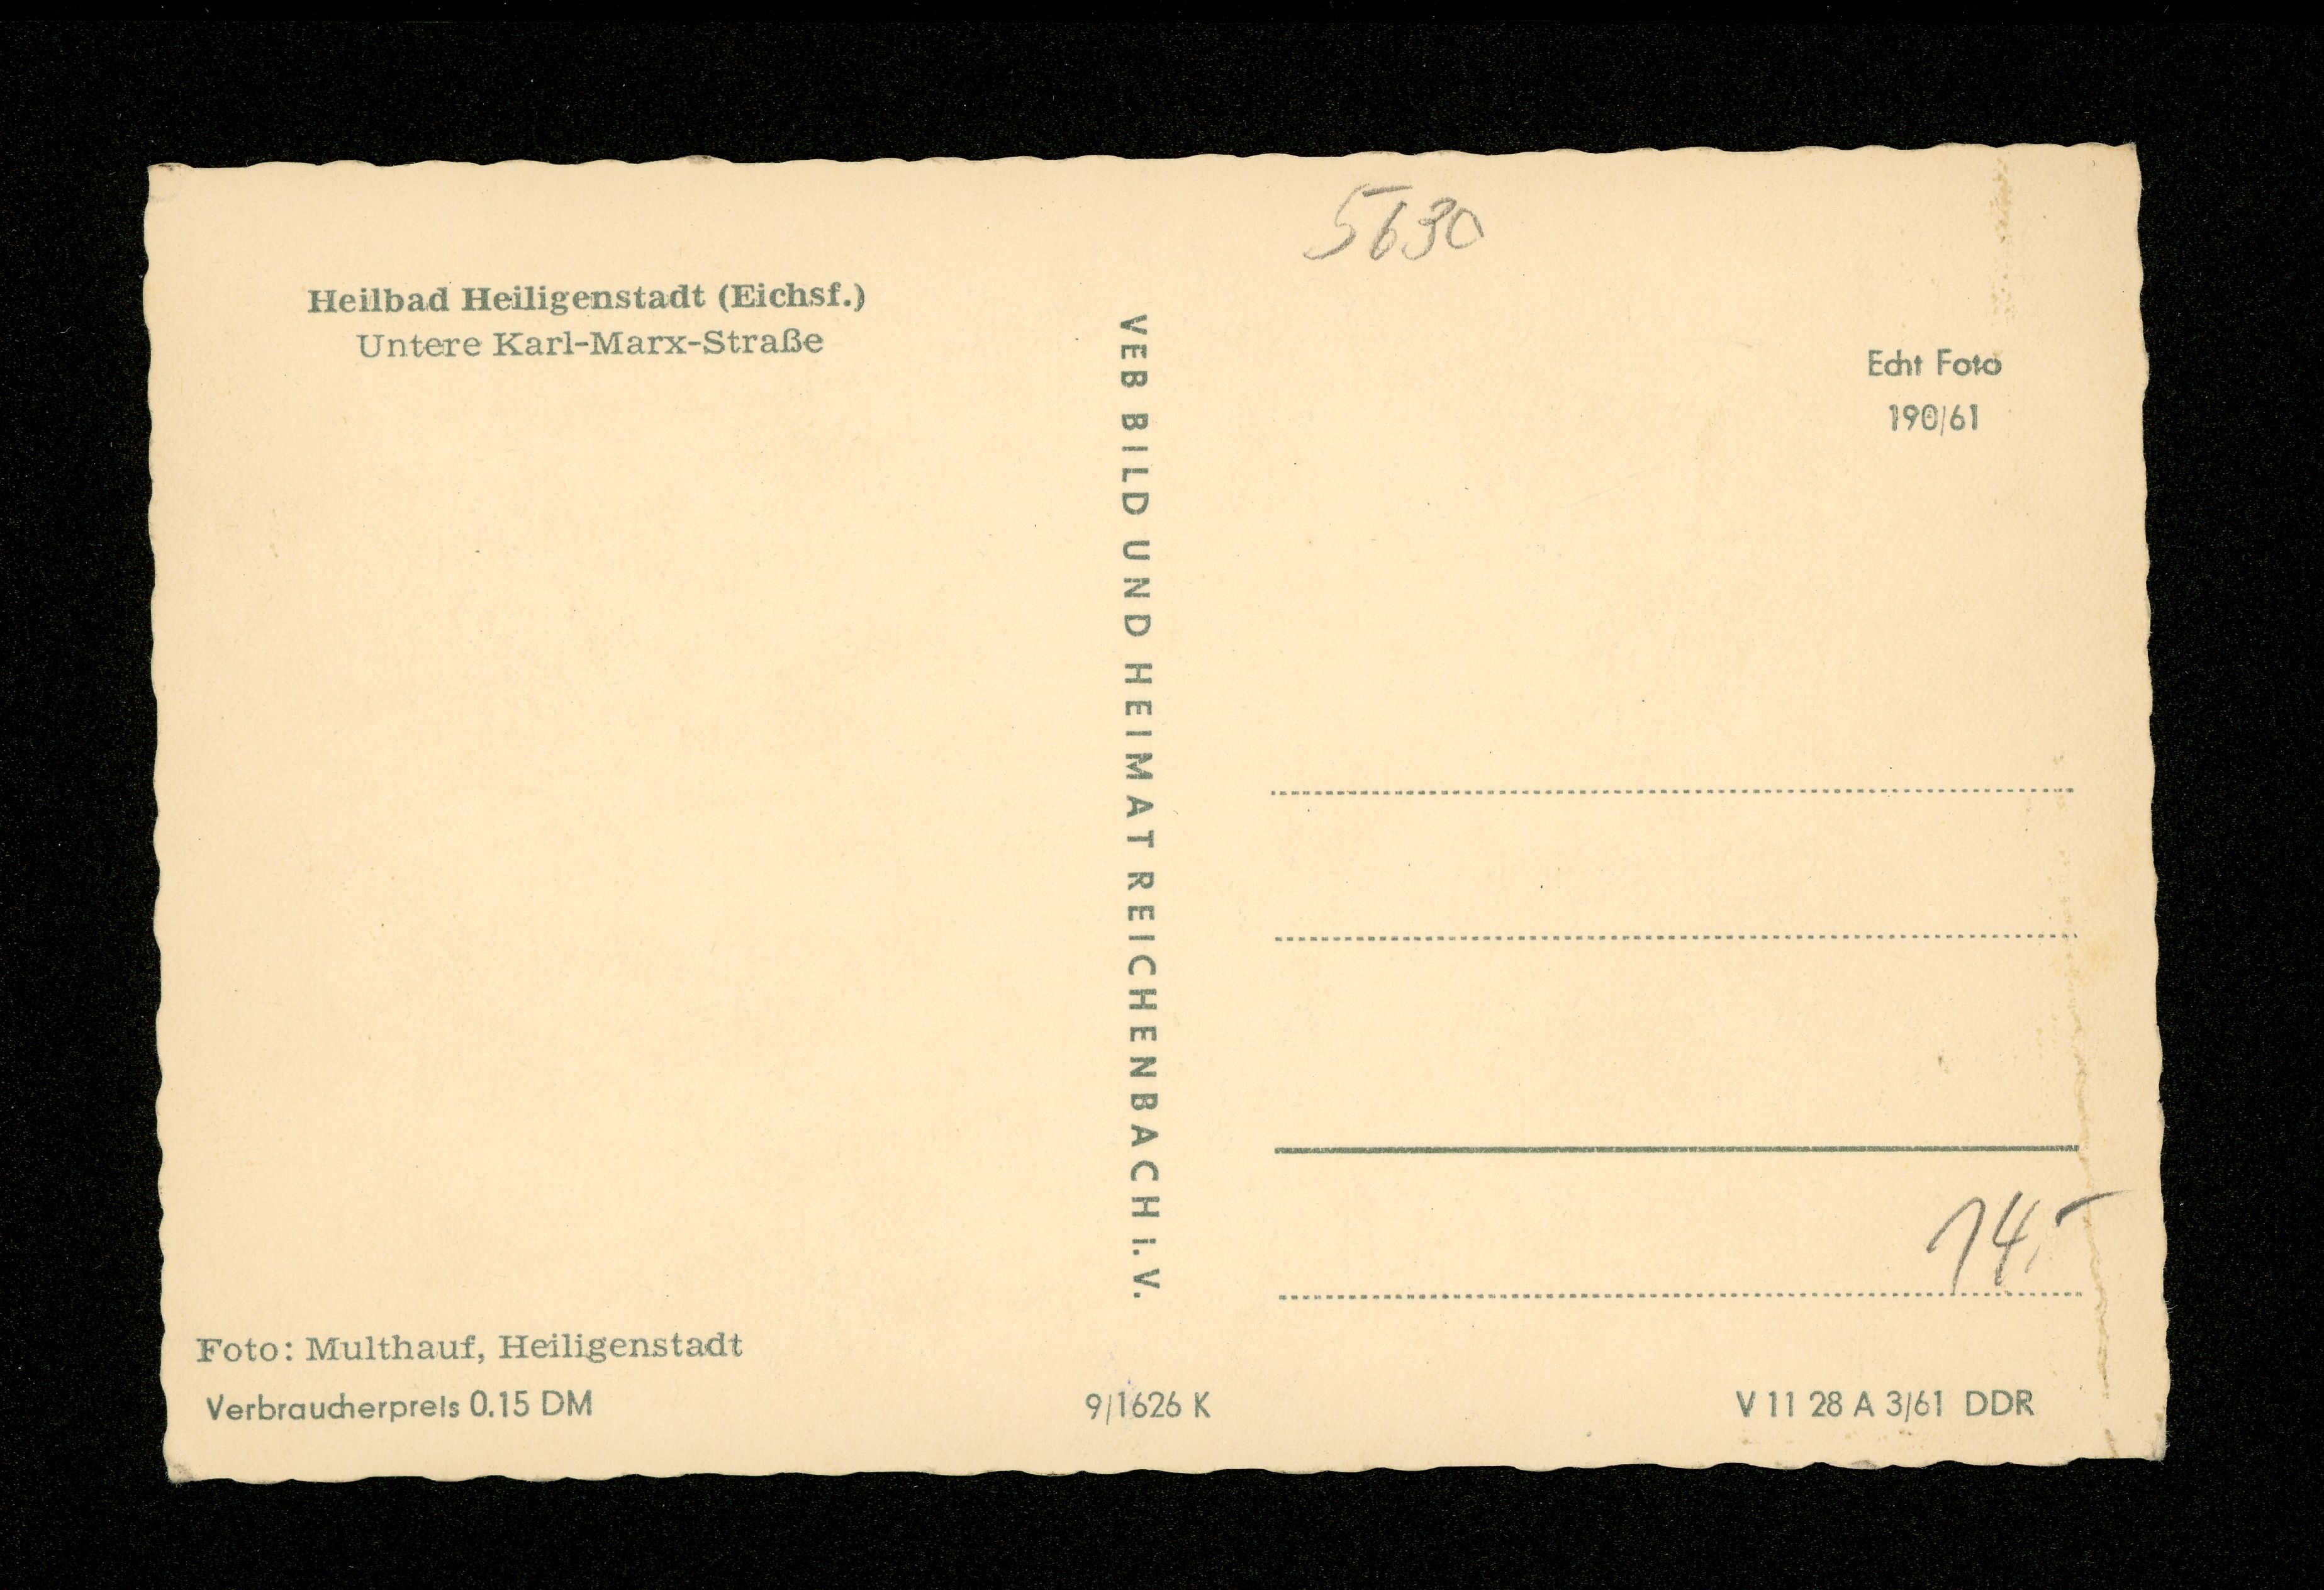 5630
Heilbad Heiligenstadt (Eichsf.)
Untere Karl-Marx-Straße
VEB BILD UND HEIMAT REICHENBACH i. V.
Echt Foto
190/61
14,-
Foto: Multhauf, Heiligenstadt
Verbraucherpreis 0.15 DM
9/1626 K
V 11 28 A 3/61 DDR